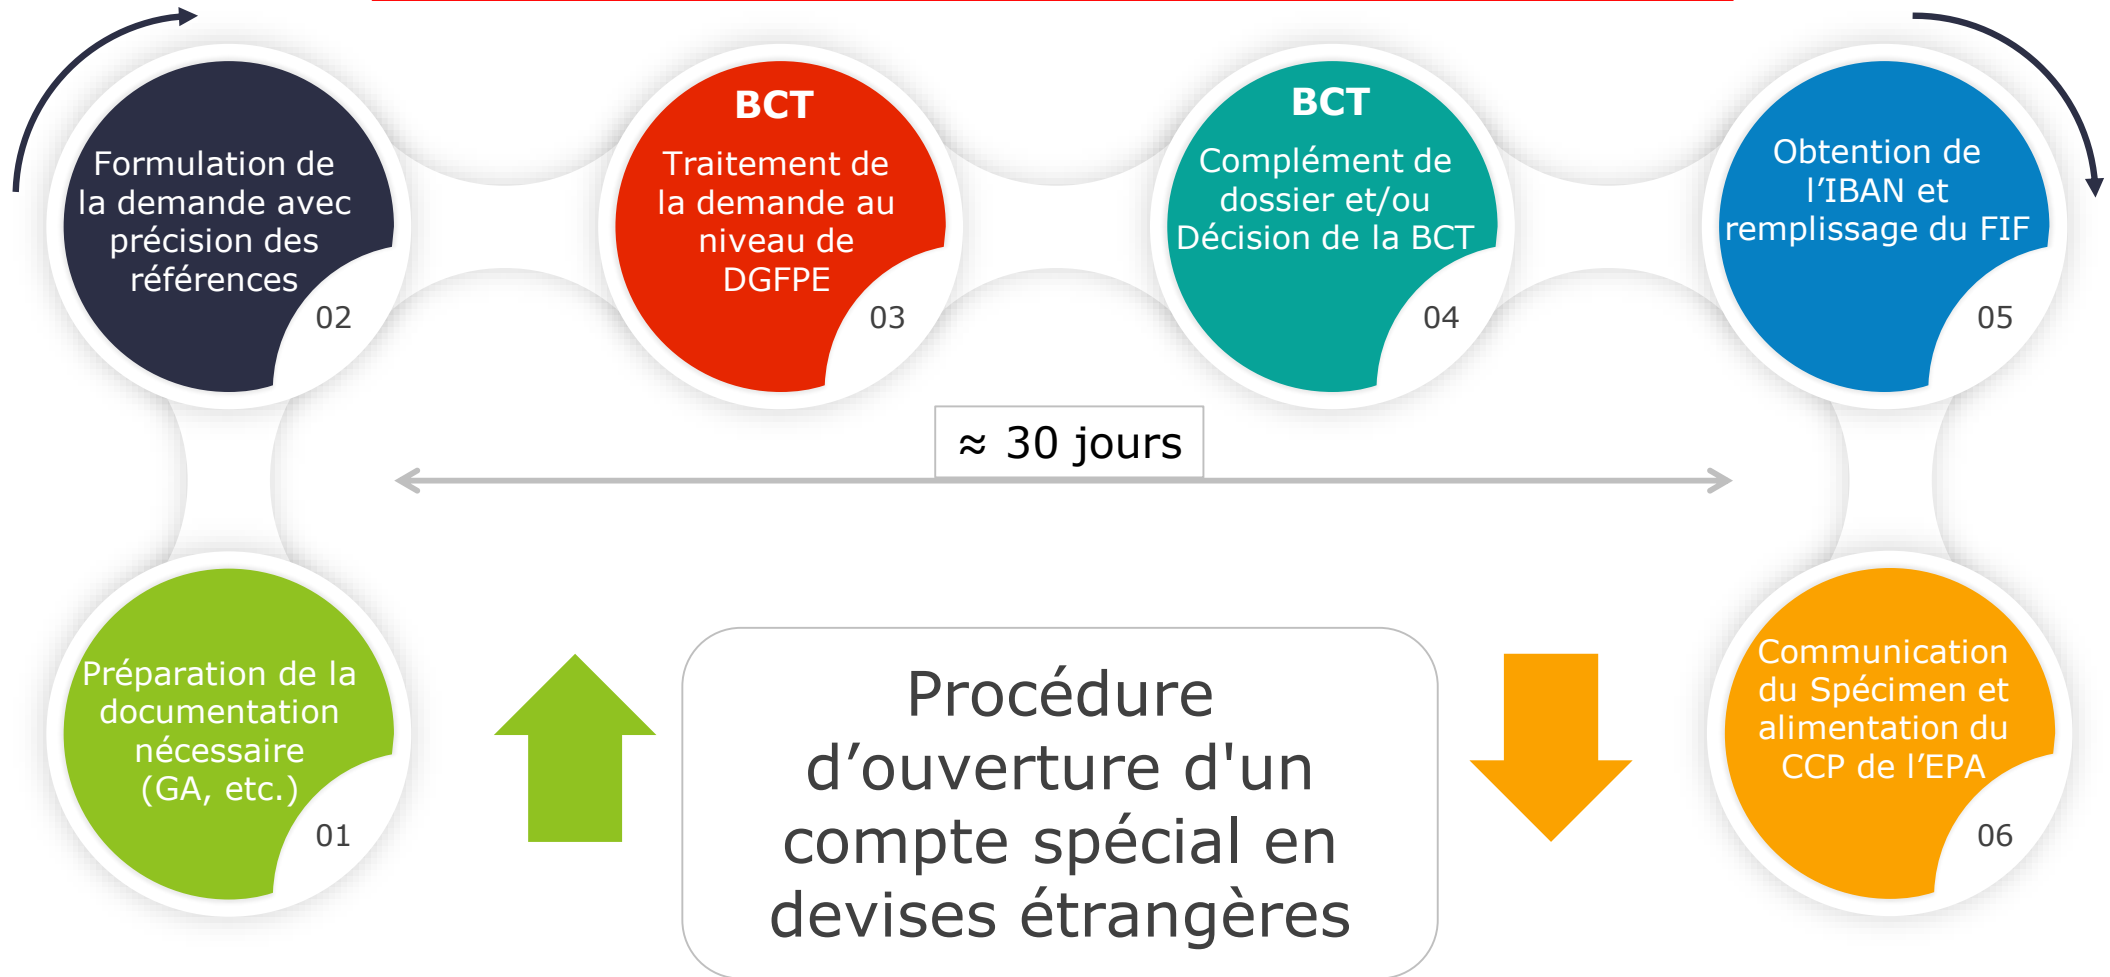 Formulation de
la demande avec
précision des
références
02
BCT
Traitement de
la demande au
niveau de
DGFPE
03
BCT
Complément de
dossier et/ou
Décision de la BCT
04
Obtention de
l’IBAN et
remplissage du FIF
05
≈ 30 jours
Préparation de la
documentation
nécessaire
(GA, etc.)
01
Procédure
d’ouverture d'un
compte spécial en
devises étrangères
Communication
du Spécimen et
alimentation du
CCP de l’EPA
06